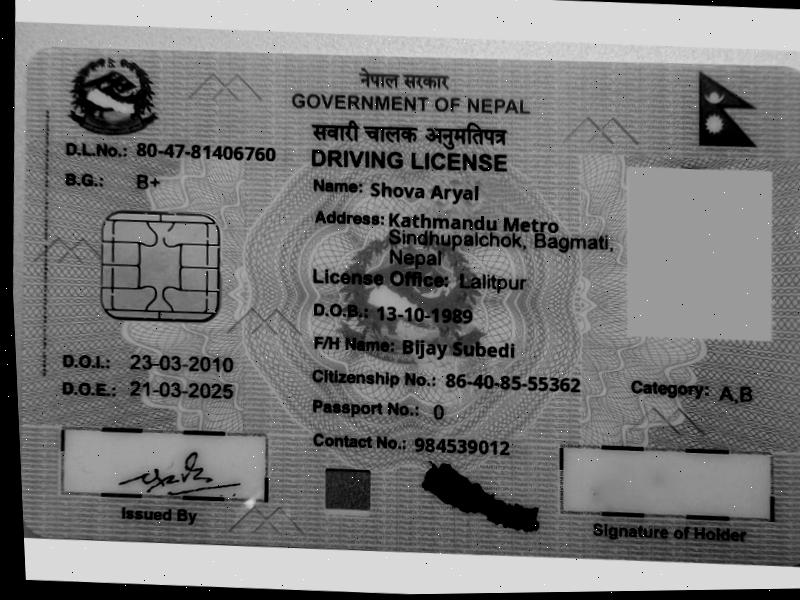 नेपाल सरकार
GOVERNMENT OF NEPAL
सवारी चालक अनुमतिपत्र
DRIVING LICENSE
D.L.No.: 80-47-81406760
B.G.: B+
Name: Shova Aryal
Address: Kathmandu Metro
Sindhupalchok, Bagmati,
Nepal
License Office: Lalitpur
D.O.B.: 13-10-1989
F/H Name: Bijay Subedi
D.O.I.: 23-03-2010
D.O.E.: 21-03-2025
Citizenship No.: 86-40-85-55362
Category: A,B
Passport No.: 0
Contact No.: 984539012
Issued By
Signature of Holder